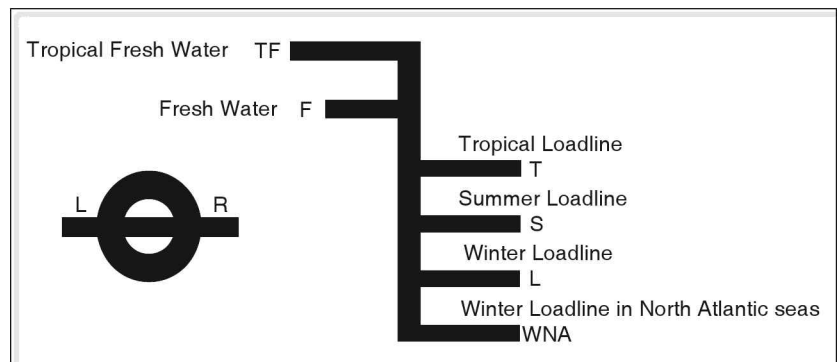 Tropical Fresh Water TF
Fresh Water F
Tropical Loadline
T
L R
Summer Loadline
S
Winter Loadline
L
Winter Loadline in North Atlantic seas
WNA